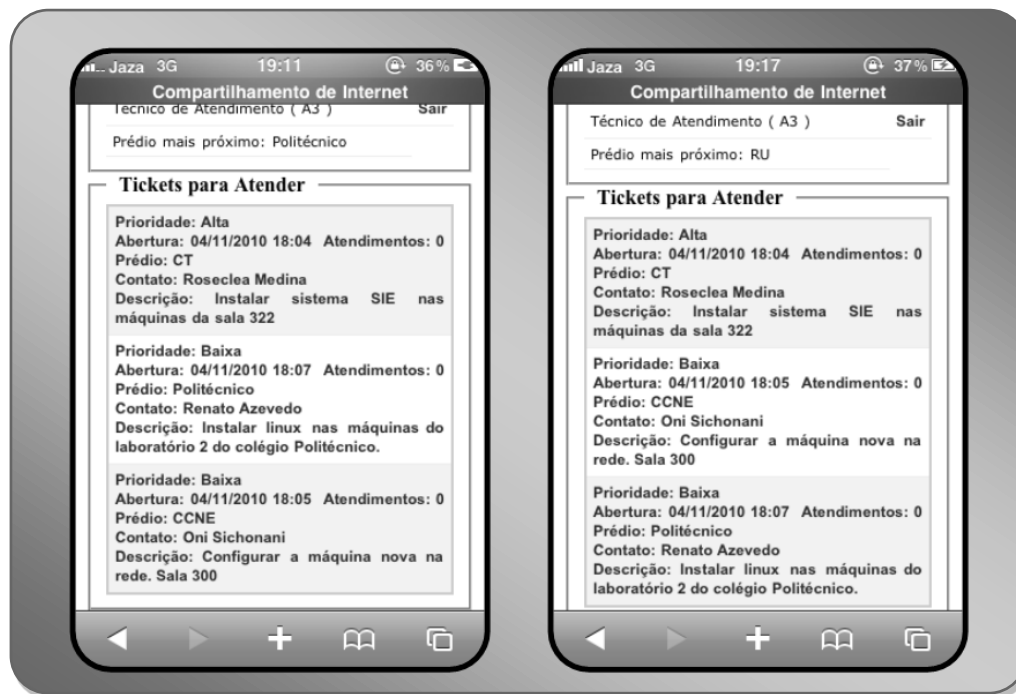 Jaza 3G 19:11 36%
Compartilhamento de Internet
Técnico de Atendimento ( A3 ) Sair
Prédio mais próximo: Politécnico
Tickets para Atender
Prioridade: Alta
Abertura: 04/11/2010 18:04 Atendimentos: 0
Prédio: CT
Contato: Roseclea Medina
Descrição: Instalar sistema SIE nas
máquinas da sala 322
Prioridade: Baixa
Abertura: 04/11/2010 18:07 Atendimentos: 0
Prédio: Politécnico
Contato: Renato Azevedo
Descrição: Instalar linux nas máquinas do
laboratório 2 do colégio Politécnico.
Prioridade: Baixa
Abertura: 04/11/2010 18:05 Atendimentos: 0
Prédio: CCNE
Contato: Oni Sichonani
Descrição: Configurar a máquina nova na
rede. Sala 300
Jaza 3G 19:17 37%
Compartilhamento de Internet
Técnico de Atendimento ( A3 ) Sair
Prédio mais próximo: RU
Tickets para Atender
Prioridade: Alta
Abertura: 04/11/2010 18:04 Atendimentos: 0
Prédio: CT
Contato: Roseclea Medina
Descrição: Instalar sistema SIE nas
máquinas da sala 322
Prioridade: Baixa
Abertura: 04/11/2010 18:05 Atendimentos: 0
Prédio: CCNE
Contato: Oni Sichonani
Descrição: Configurar a máquina nova na
rede. Sala 300
Prioridade: Baixa
Abertura: 04/11/2010 18:07 Atendimentos: 0
Prédio: Politécnico
Contato: Renato Azevedo
Descrição: Instalar linux nas máquinas do
laboratório 2 do colégio Politécnico.